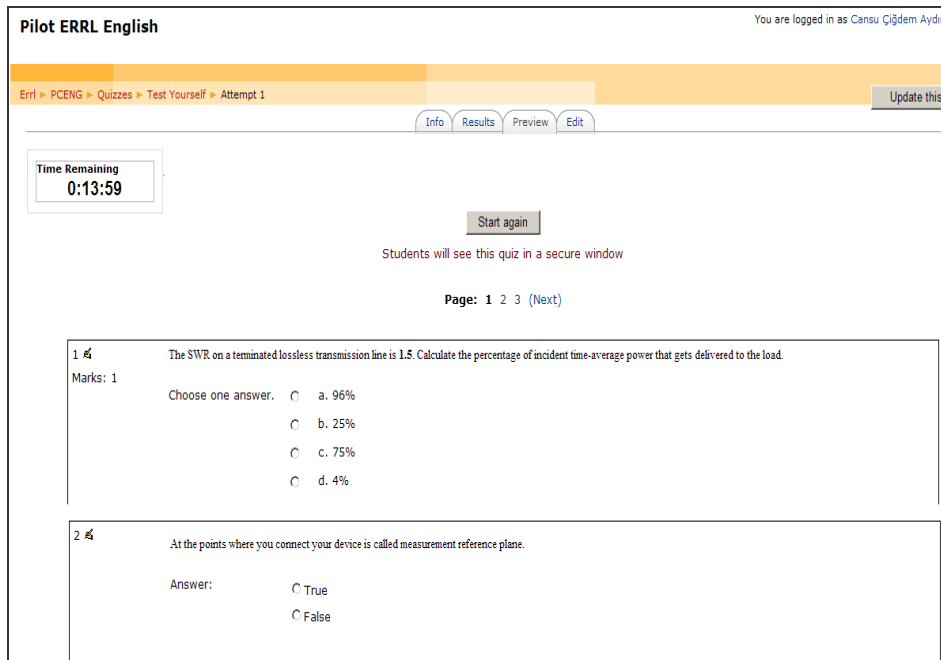 Pilot ERRL English
You are logged in as Cansu Çiğdem Aydı
Errl ► PCENG ► Quizzes ► Test Yourself ► Attempt 1
Update this
Info Results Preview Edit
Time Remaining
0:13:59
Start again
Students will see this quiz in a secure window
Page: 1 2 3 (Next)
1 The SWR on a terminated lossless transmission line is 1.5. Calculate the percentage of incident time-average power that gets delivered to the load.
Marks: 1
Choose one answer. a. 96%
b. 25%
c. 75%
d. 4%
2
At the points where you connect your device is called measurement reference plane.
Answer: True
False